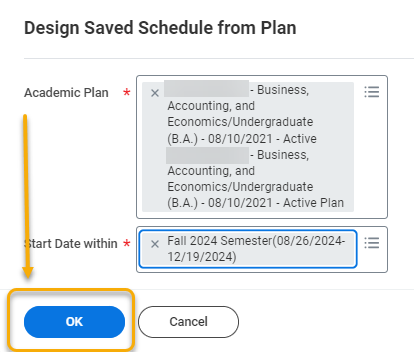 Design Saved Schedule from Plan
Academic Plan *
× - Business,
Accounting, and
Economics/Undergraduate
(B.A.) - 08/10/2021 - Active
- Business,
Accounting, and
Economics/Undergraduate
(B.A.) - 08/10/2021 - Active Plan
Start Date within *
× Fall 2024 Semester(08/26/2024-
12/19/2024)
OK
Cancel